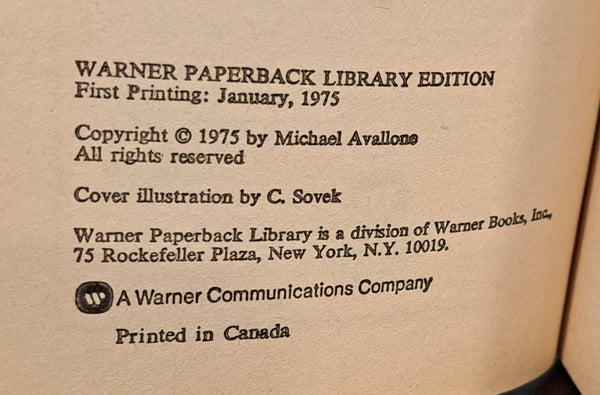 WARNER PAPERBACK LIBRARY EDITION
First Printing: January, 1975
Copyright © 1975 by Michael Avallone
All rights reserved
Cover illustration by C. Sovek
Warner Paperback Library is a division of Warner Books, Inc.,
75 Rockefeller Plaza, New York, N.Y. 10019.
A Warner Communications Company
Printed in Canada